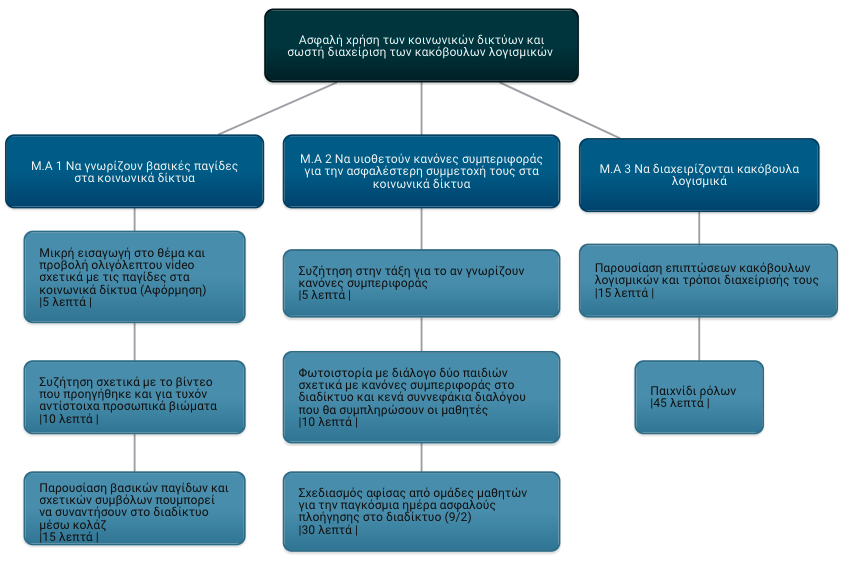 Ασφαλή χρήση των κοινωνικών δικτύων και
σωστή διαχείριση των κακόβουλων λογισμικών
Μ.Α 1 Να γνωρίζουν βασικές παγίδες
στα κοινωνικά δίκτυα
Μικρή εισαγωγή στο θέμα και
προβολή ολιγόλεπτου video
σχετικά με τις παγίδες στα
κοινωνικά δίκτυα (Αφόρμηση)
|5 λεπτά |
Συζήτηση σχετικά με το βίντεο
που προηγήθηκε και για τυχόν
αντίστοιχα προσωπικά βιώματα
|10 λεπτά |
Παρουσίαση βασικών παγίδων και
σχετικών συμβόλων πουμπορεί
να συναντήσουν στο διαδίκτυο
μέσω κολάζ
|15 λεπτά |
Μ.Α 2 Να υιοθετούν κανόνες συμπεριφοράς
για την ασφαλέστερη συμμετοχή τους στα
κοινωνικά δίκτυα
Συζήτηση στην τάξη για το αν γνωρίζουν
κανόνες συμπεριφοράς
|5 λεπτά |
Φωτοιστορία με διάλογο δύο παιδιών
σχετικά με κανόνες συμπεριφοράς στο
διαδίκτυο και κενά συννεφάκια διαλόγου
που θα συμπληρώσουν οι μαθητές
|10 λεπτά |
Σχεδιασμός αφίσας από ομάδες μαθητών
για την παγκόσμια ημέρα ασφαλούς
πλοήγησης στο διαδίκτυο (9/2)
|30 λεπτά |
Μ.Α 3 Να διαχειρίζονται κακόβουλα
λογισμικά
Παρουσίαση επιπτώσεων κακόβουλων
λογισμικών και τρόποι διαχείρισής τους
|15 λεπτά |
Παιχνίδι ρόλων
|45 λεπτά |